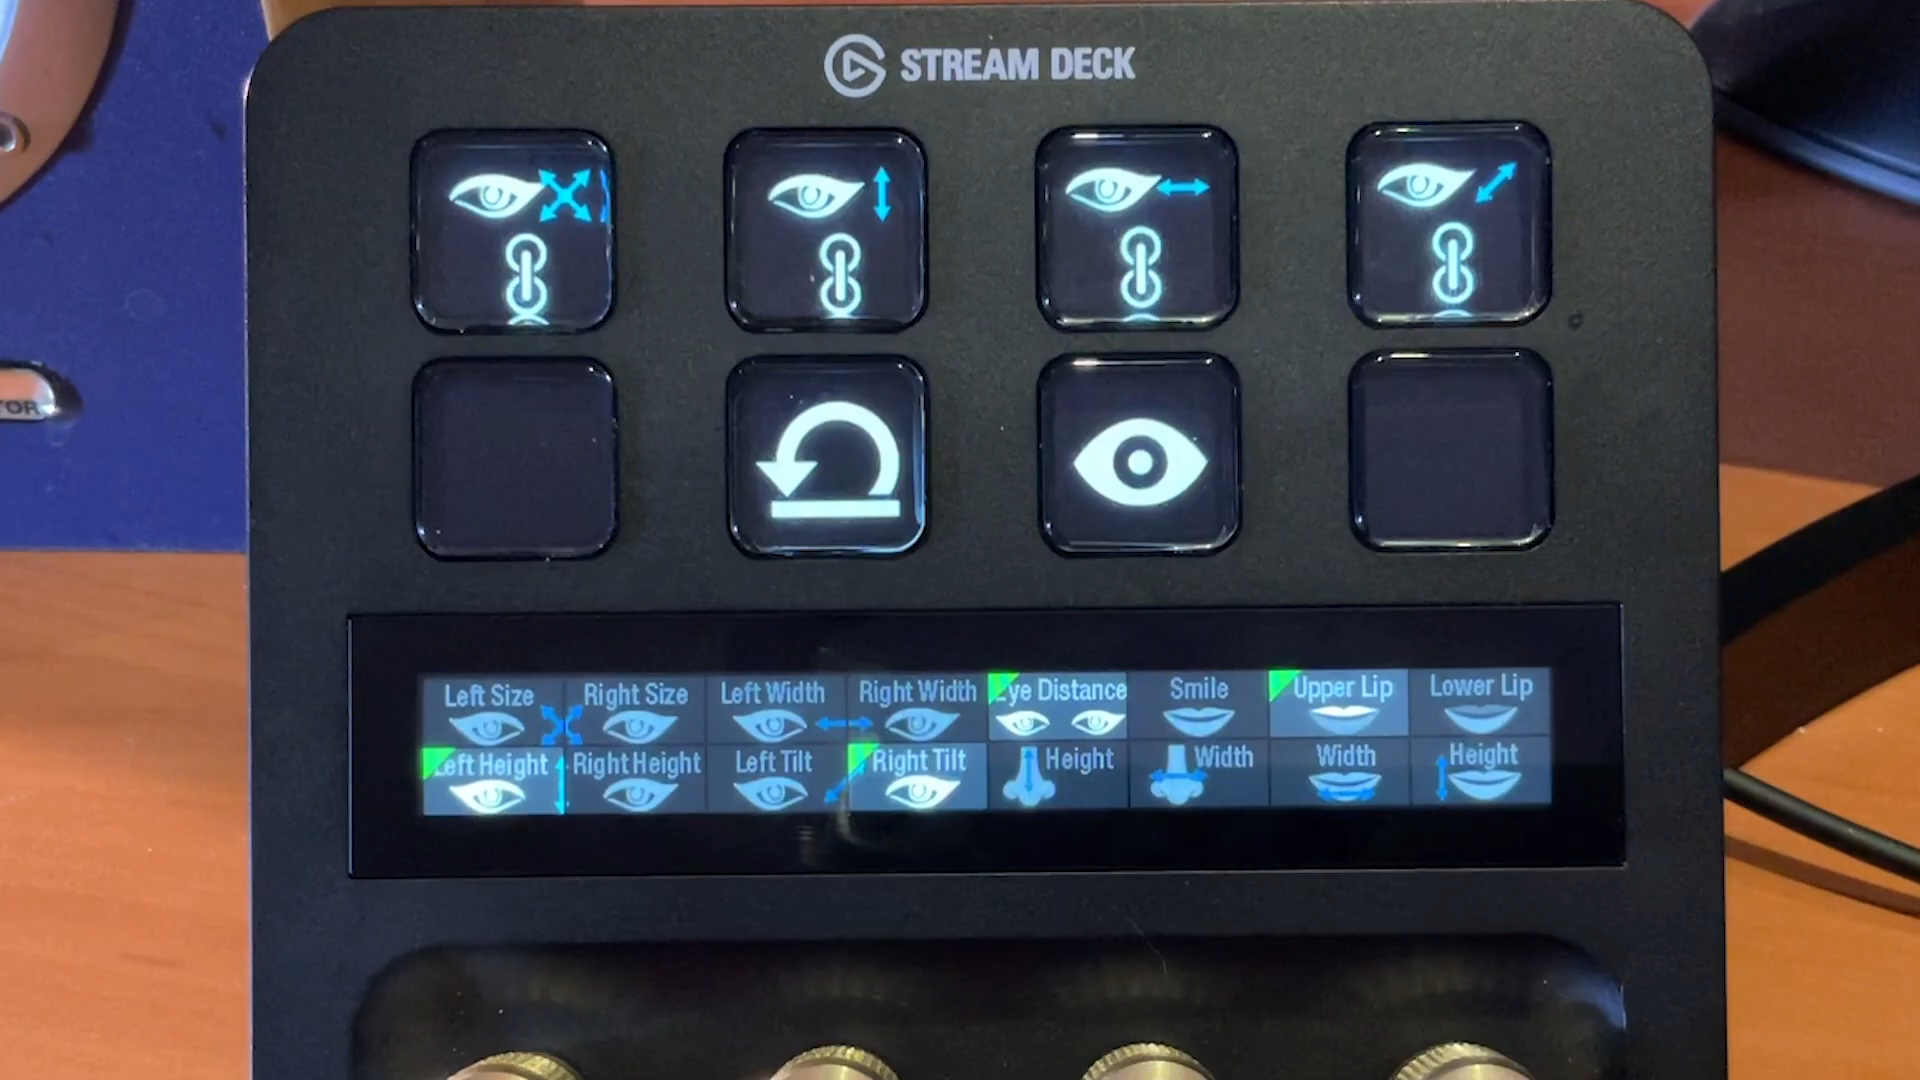 STREAM DECK
TOR
Left Size Right Size Left Width Right Width Eye Distance Smile Upper Lip Lower Lip
Left Height Right Height Left Tilt Right Tilt Height Width Width Height